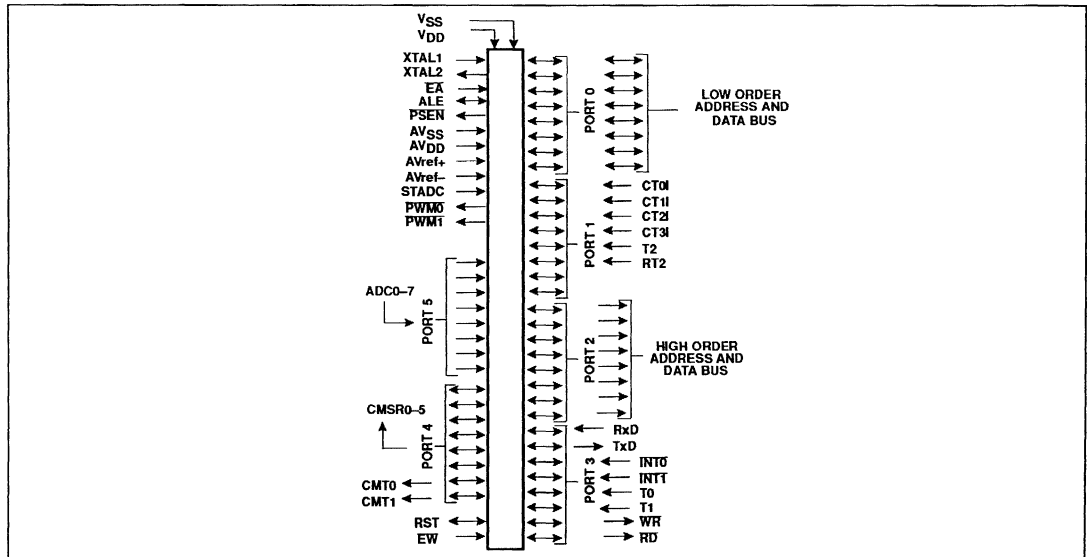 VSS
VDD
XTAL1
XTAL2
EA
ALE
PSEN
AVSS
AVDD
AVref+
AVref–
STADC
PWM0
PWM1
ADC0–7
PORT 5
CMSR0–5
PORT 4
CMT0
CMT1
RST
EW
PORT 0
LOW ORDER
ADDRESS AND
DATA BUS
PORT 1
CT0I
CT1I
CT2I
CT3I
T2
RT2
PORT 2
HIGH ORDER
ADDRESS AND
DATA BUS
PORT 3
RxD
TxD
INT0
INT1
T0
T1
WR
RD